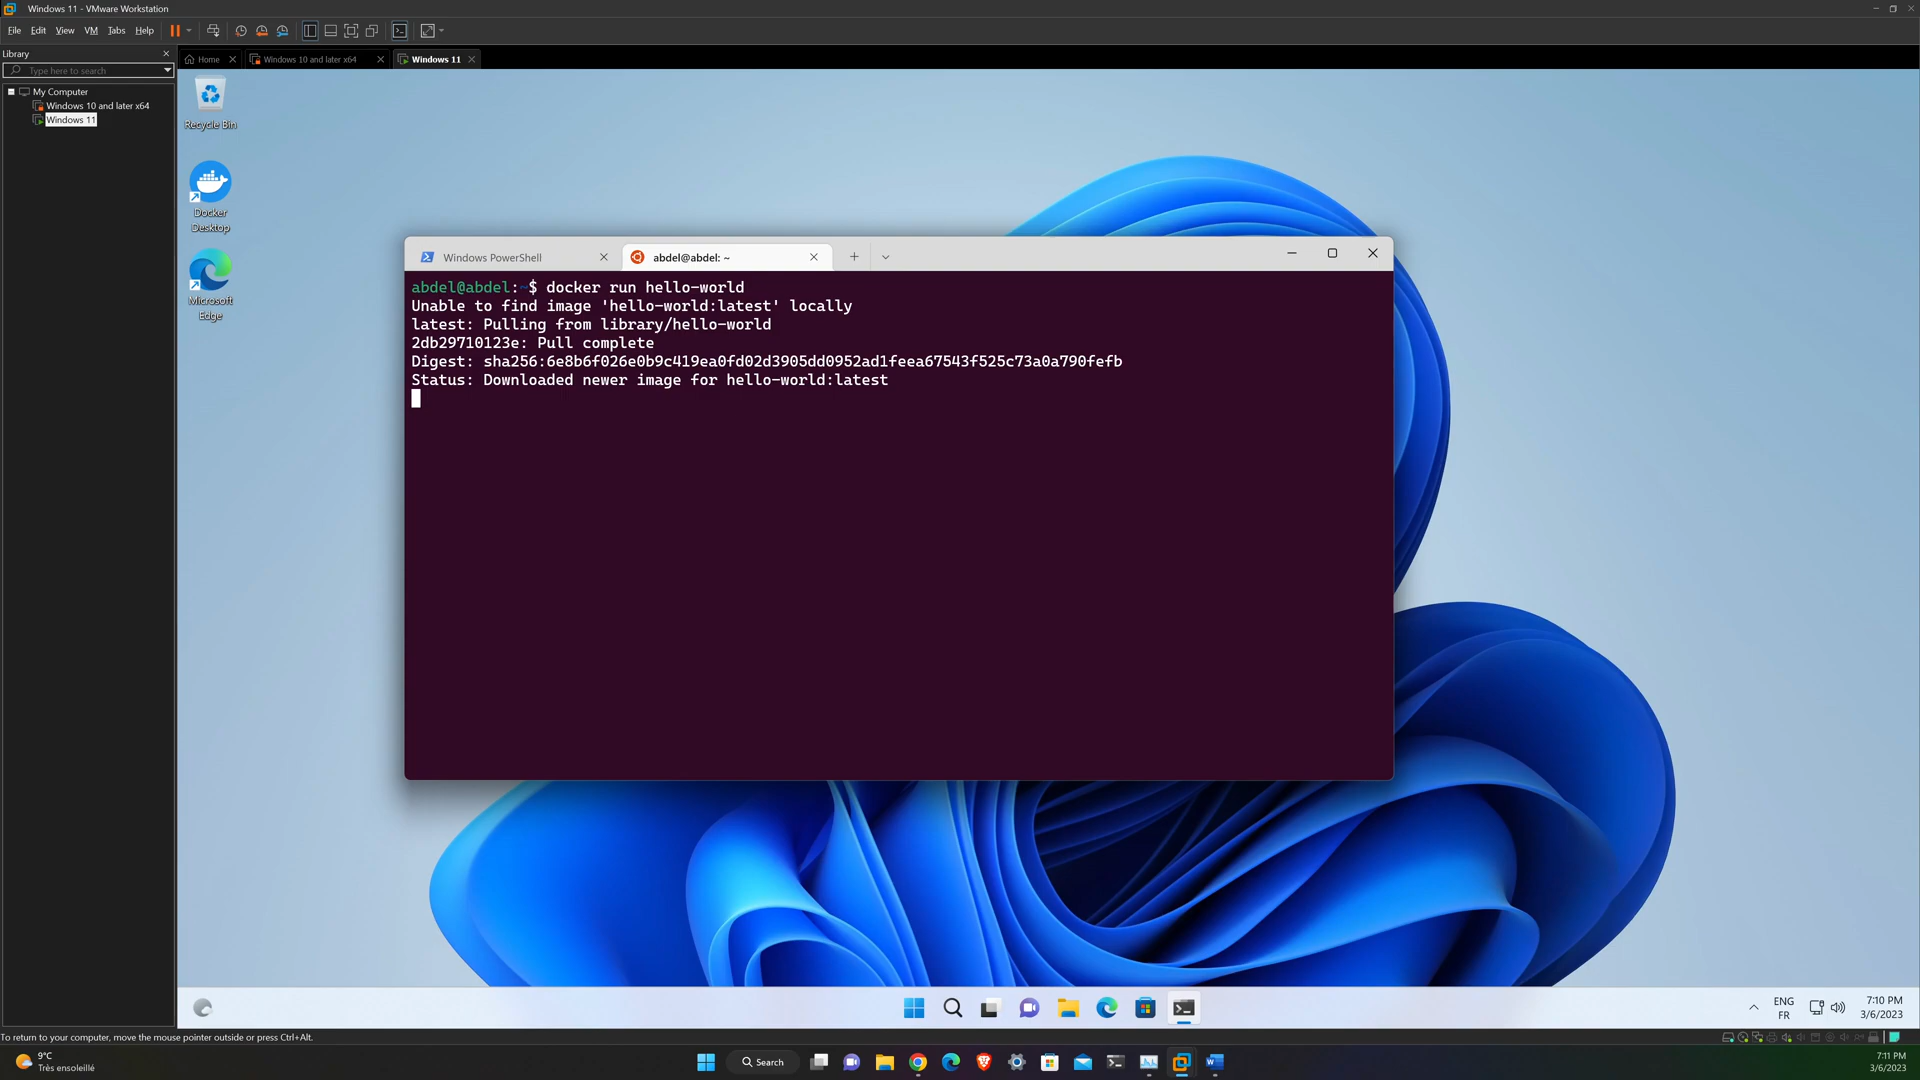 Windows 11 - VMware Workstation
File Edit View VM Tabs Help
Library
Type here to search
Home
Windows 10 and later x64
Windows 11
My Computer
Windows 10 and later x64
Windows 11
Recycle Bin
Docker
Desktop
Microsoft
Edge
Windows PowerShell
abdel@abdel: ~
abdel@abdel:~$ docker run hello-world
Unable to find image 'hello-world:latest' locally
latest: Pulling from library/hello-world
2db29710123e: Pull complete
Digest: sha256:6e8b6f026e0b9c419ea0fd02d3905dd0952ad1feea67543f525c73a0a790fefb
Status: Downloaded newer image for hello-world:latest
ENG
FR
7:10 PM
3/6/2023
To return to your computer, move the mouse pointer outside or press Ctrl+Alt.
9°C
Très ensoleillé
Search
7:11 PM
3/6/2023